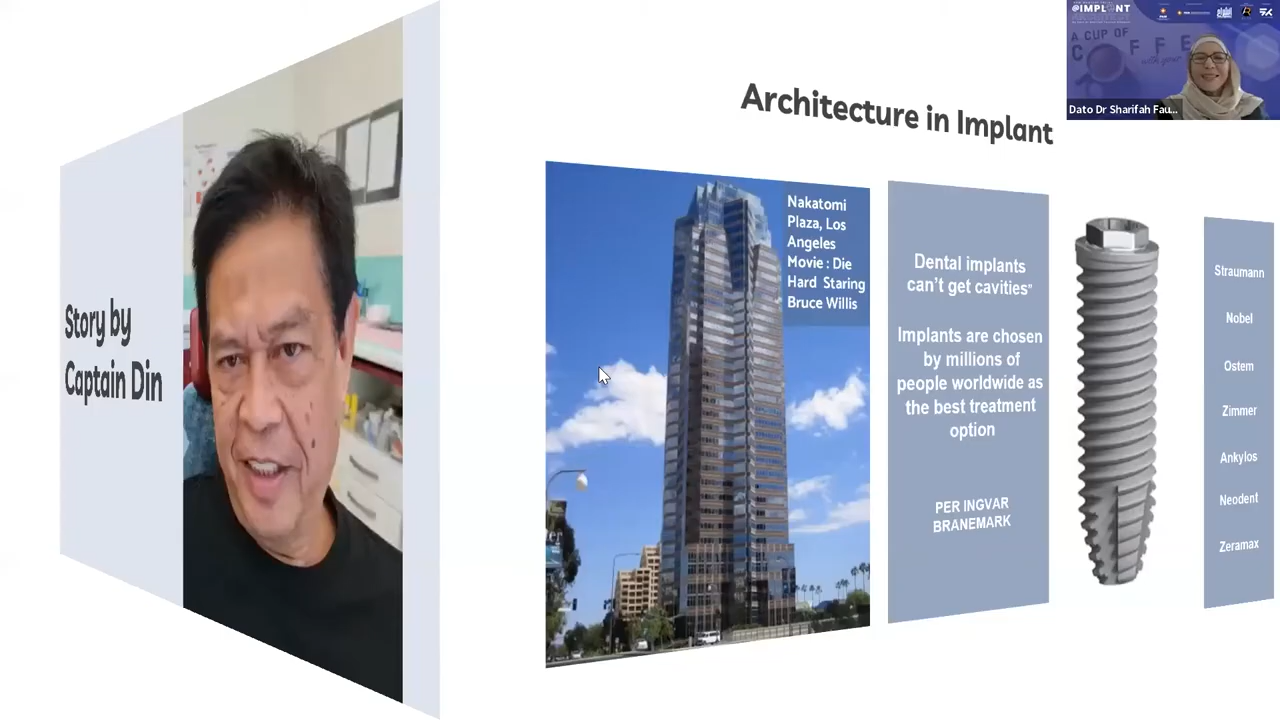 Story by
Captain Din
Architecture in Implant
Nakatomi
Plaza, Los
Angeles
Movie : Die
Hard Staring
Bruce Willis
Dental implants
can't get cavities"
Implants are chosen
by millions of
people worldwide as
the best treatment
option
PER INGVAR
BRANEMARK
Straumann
Nobel
Ostem
Zimmer
Ankylos
Neodent
Zeramax
@IMPLANT
A CUP OF
COFFEE
with your
Dato Dr Sharifah Fau...